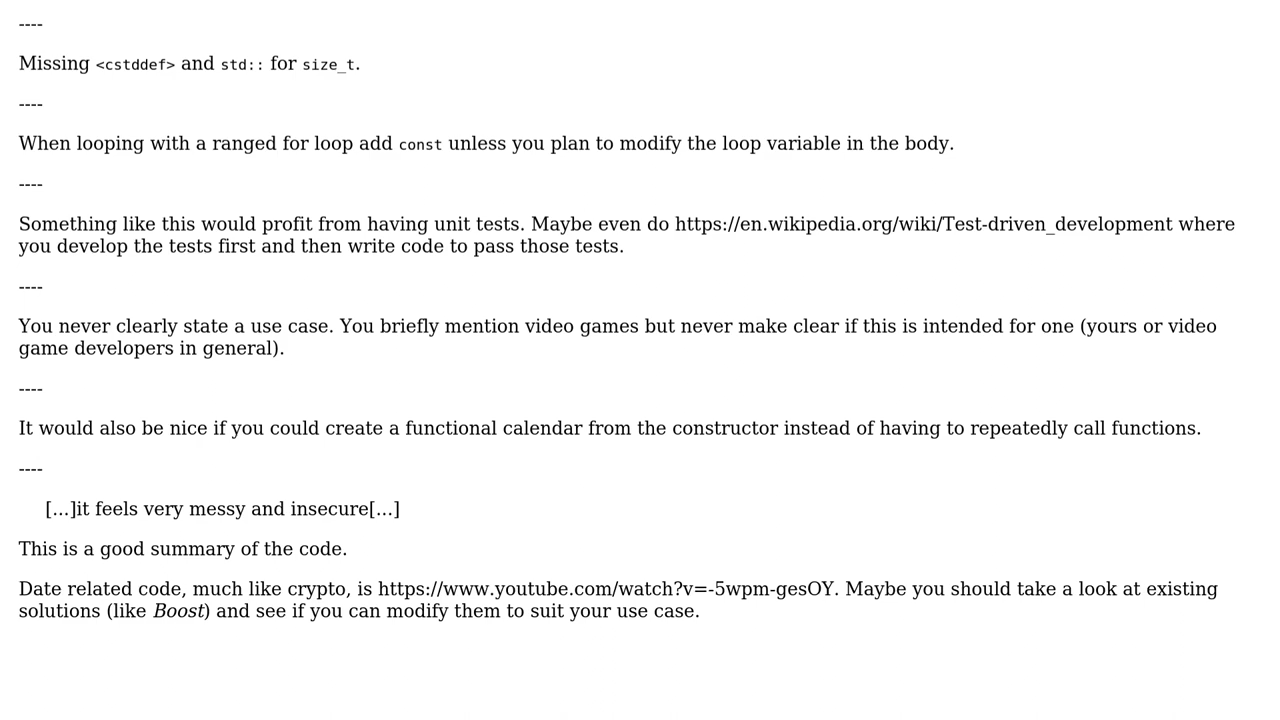 ----
Missing <cstddef> and std:: for size_t.
----
When looping with a ranged for loop add const unless you plan to modify the loop variable in the body.
----
Something like this would profit from having unit tests. Maybe even do https://en.wikipedia.org/wiki/Test-driven_development where
you develop the tests first and then write code to pass those tests.
----
You never clearly state a use case. You briefly mention video games but never make clear if this is intended for one (yours or video
game developers in general).
----
It would also be nice if you could create a functional calendar from the constructor instead of having to repeatedly call functions.
----
[...]it feels very messy and insecure[...]
This is a good summary of the code.
Date related code, much like crypto, is https://www.youtube.com/watch?v=-5wpm-gesOY. Maybe you should take a look at existing
solutions (like Boost) and see if you can modify them to suit your use case.